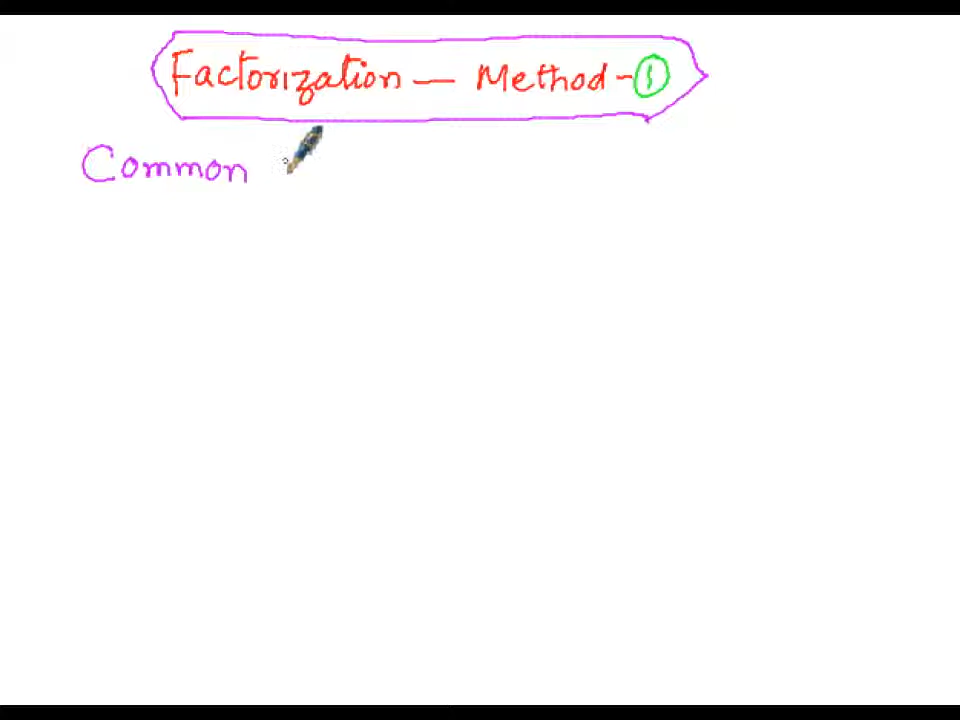 Factorization — Method - 1
Common